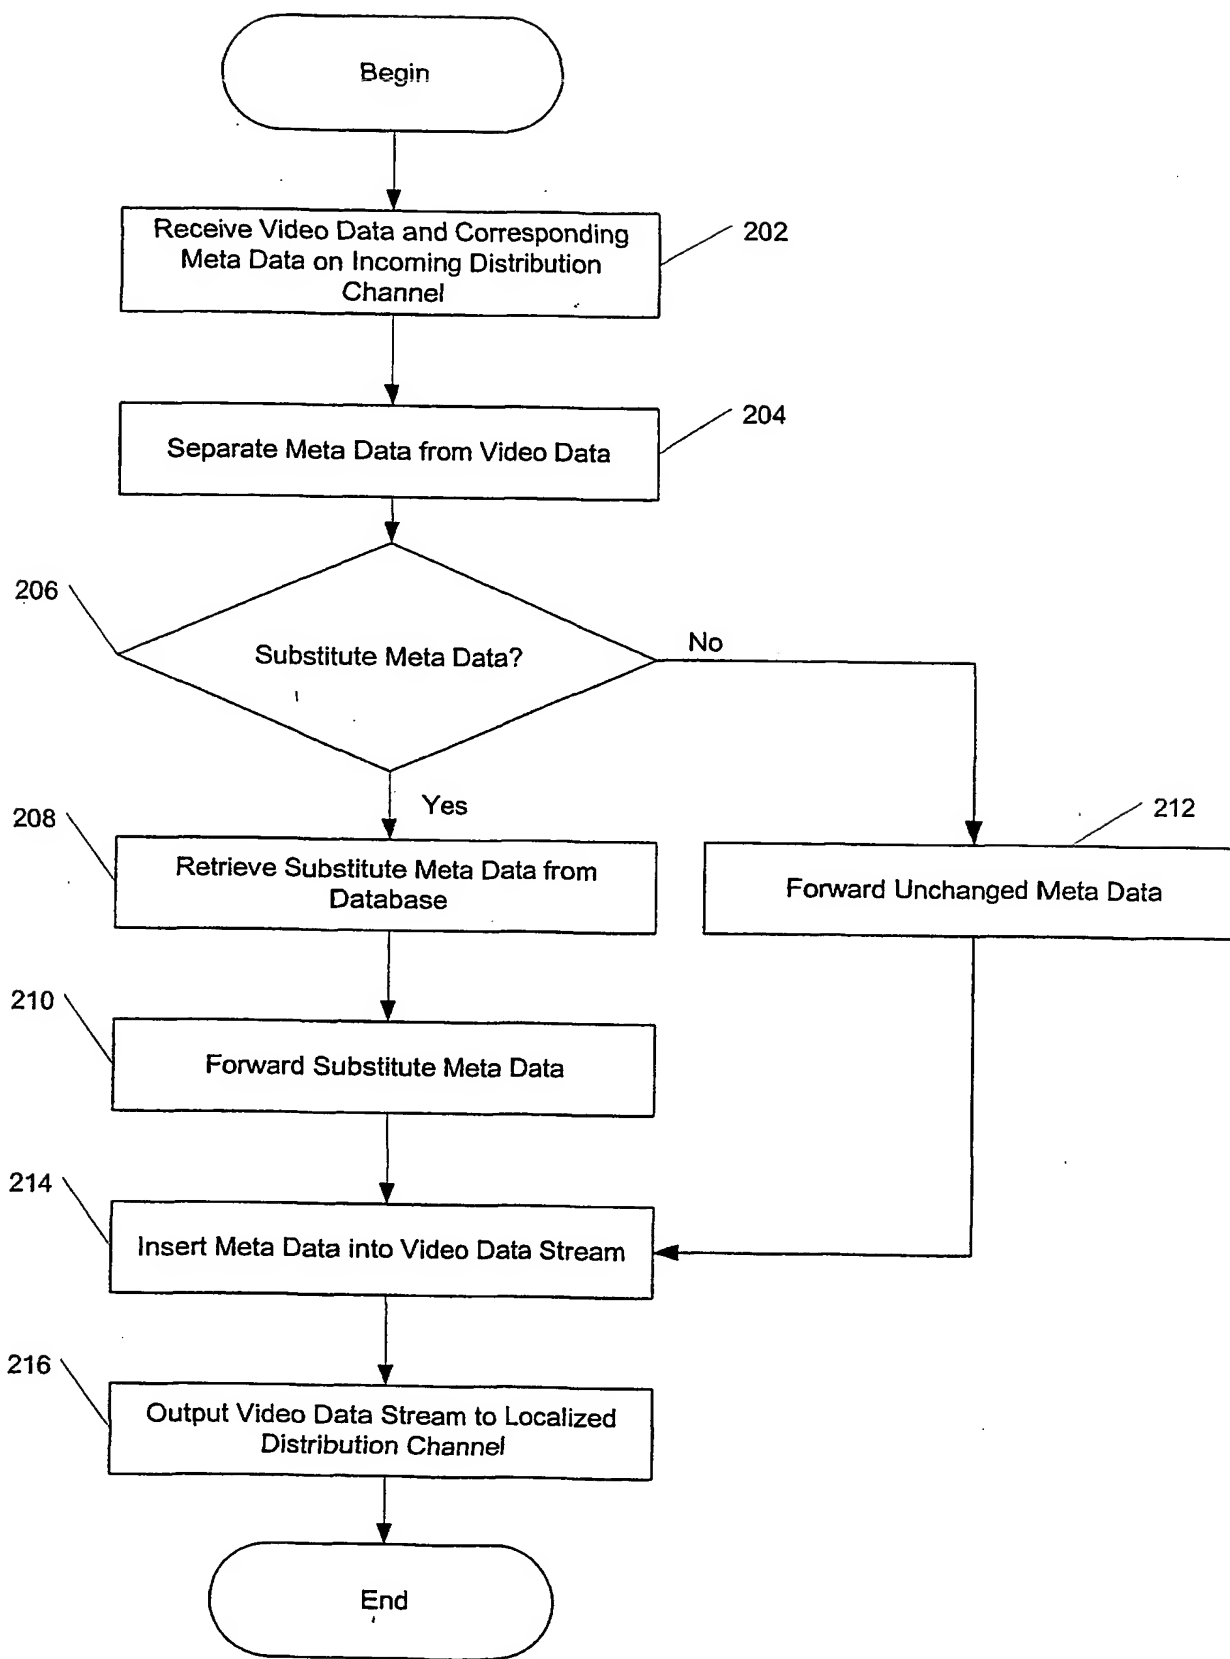 Begin
Receive Video Data and Corresponding
Meta Data on Incoming Distribution
Channel
202
Separate Meta Data from Video Data
204
206
Substitute Meta Data?
No
Yes
208
Retrieve Substitute Meta Data from
Database
212
Forward Unchanged Meta Data
210
Forward Substitute Meta Data
214
Insert Meta Data into Video Data Stream
216
Output Video Data Stream to Localized
Distribution Channel
End